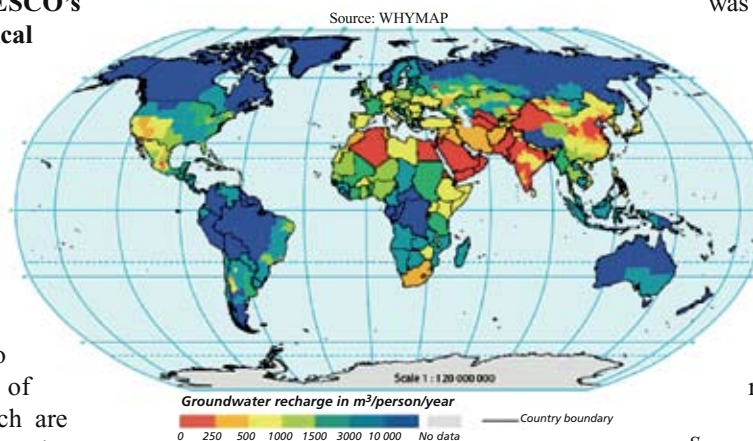 ESCO's
cal
Source: WHYMAP
was
of
ch are
Scale 1 : 120 000 000
Groundwater recharge in m³/person/year
0 250 500 1000 1500 3000 10 000 No data
Country boundary